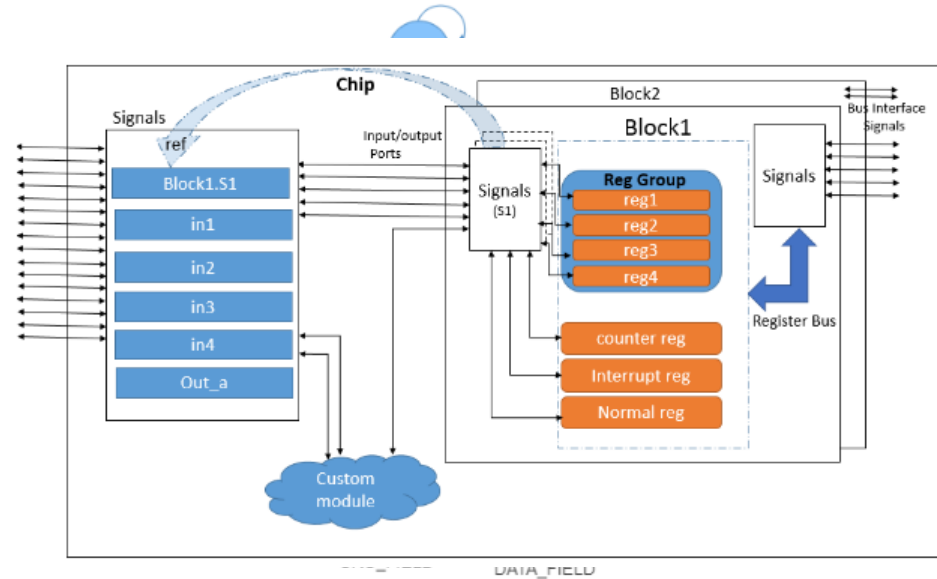 Chip
Block2
Bus Interface
Signals
Signals
ref
Input/output
Ports
Block1
Block1.S1
in1
in2
in3
in4
Out_a
Signals
(S1)
Reg Group
reg1
reg2
reg3
reg4
Signals
Register Bus
counter reg
Interrupt reg
Normal reg
Custom
module
DATA_FIELD